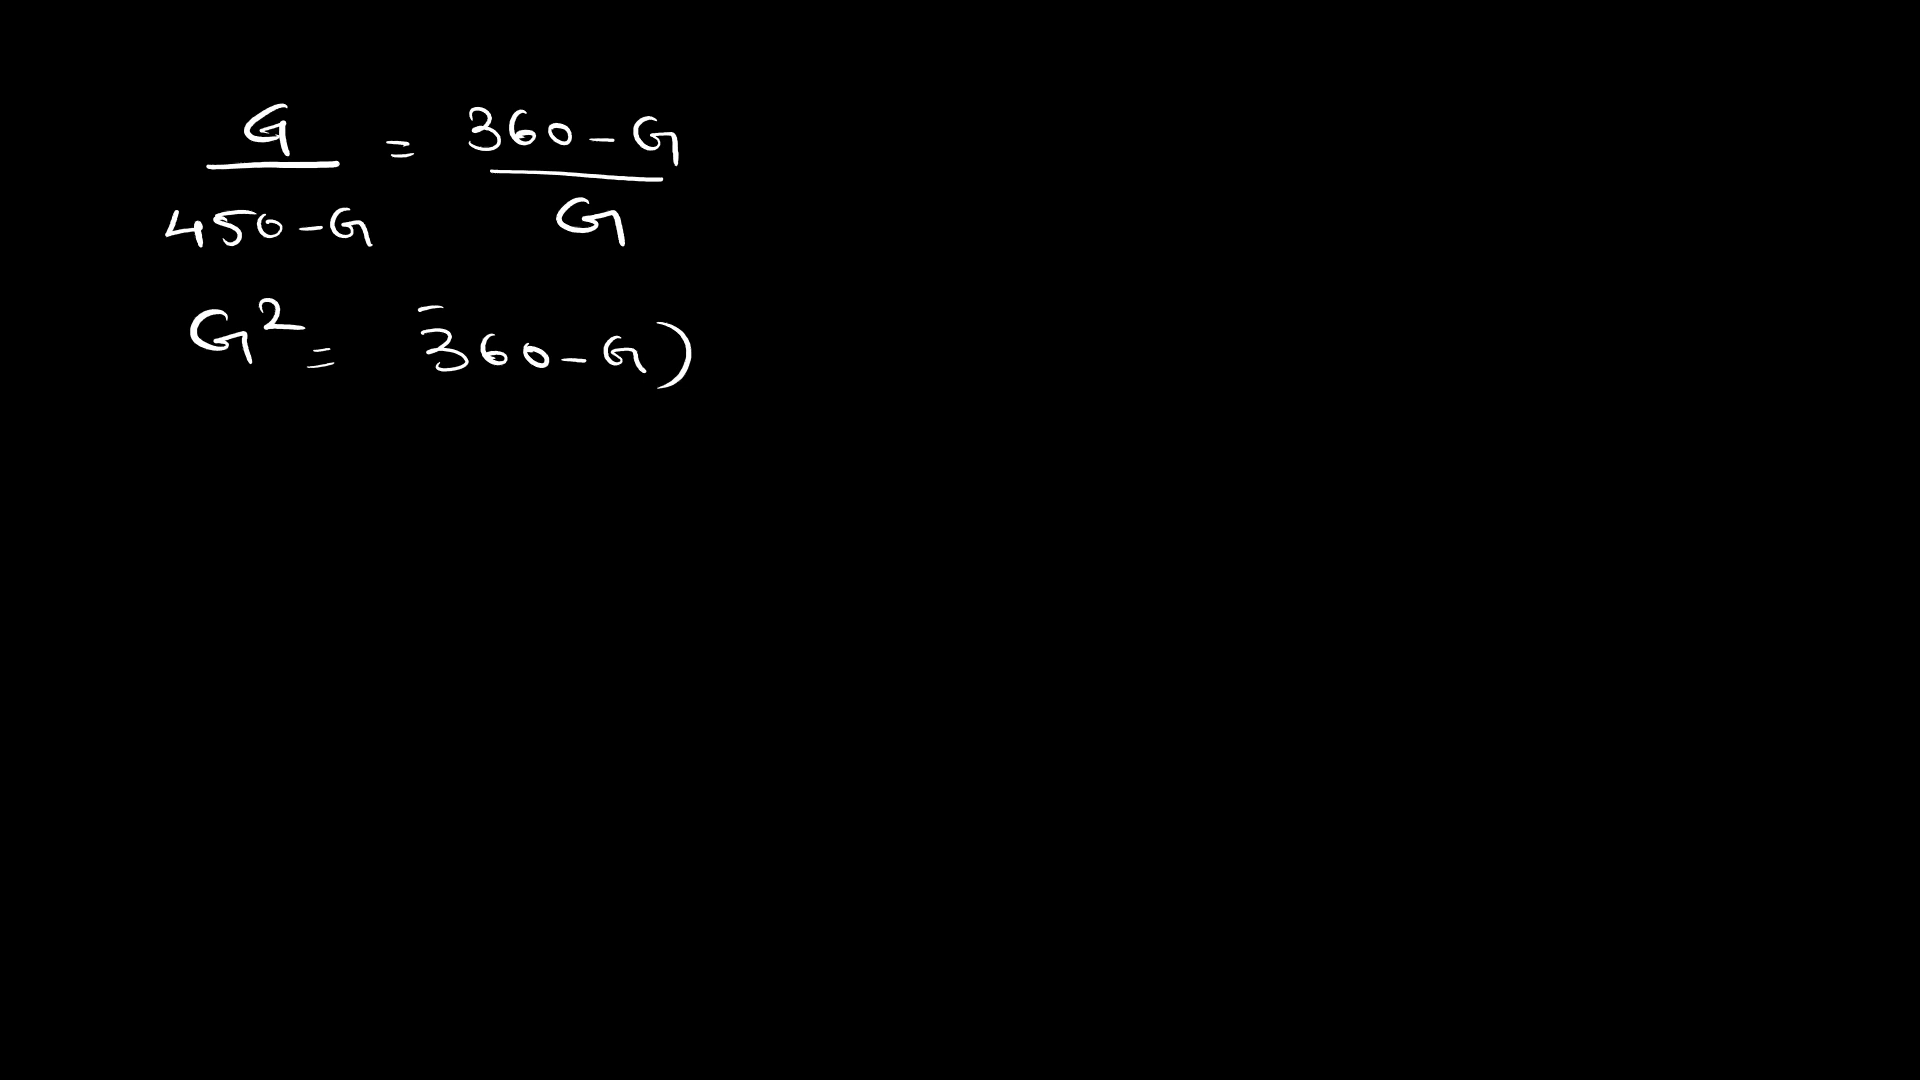 G/450-G = 360-G/G
G² = 360-G)